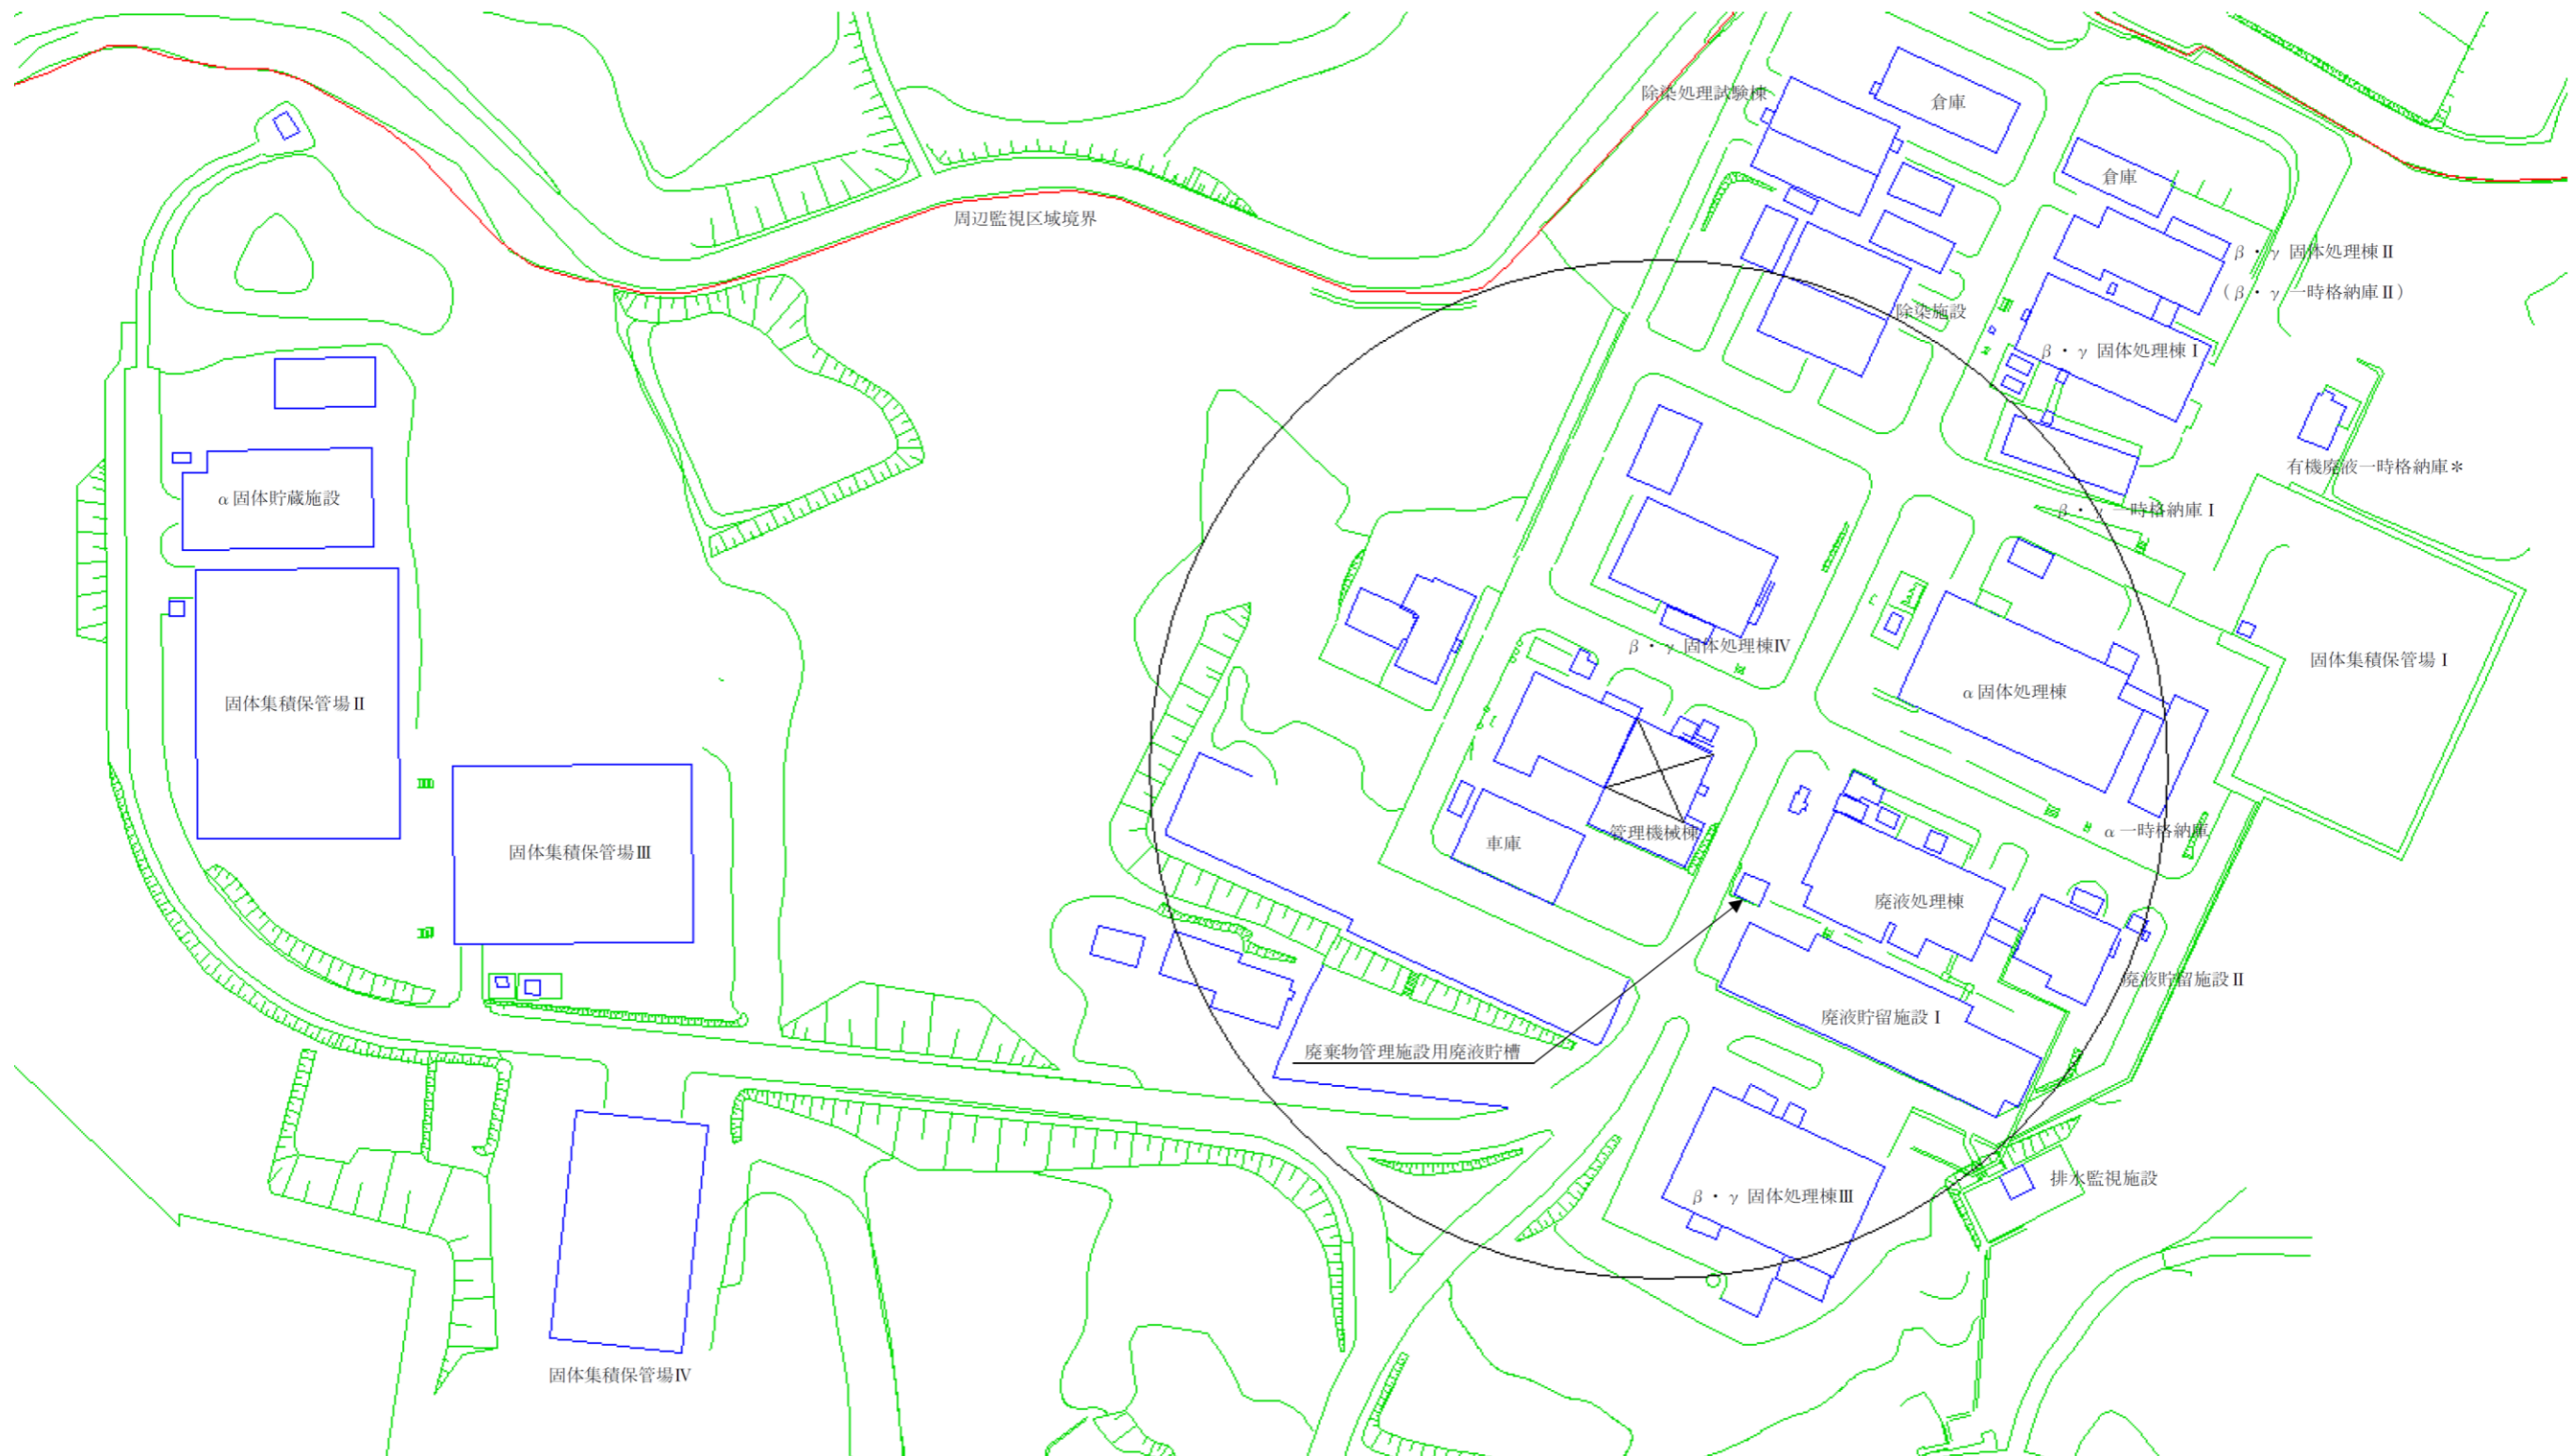 除染処理試験棟
倉庫
倉庫
周辺監視区域境界
β・γ 固体処理棟Ⅱ
(β・γ 一時格納庫Ⅱ)
除染施設
β・γ 固体処理棟Ⅰ
有機廃液一時格納庫＊
α固体貯蔵施設
β・γ 一時格納庫Ⅰ
β・γ 固体処理棟Ⅳ
固体集積保管場Ⅰ
α固体処理棟
固体集積保管場Ⅱ
α一時格納庫
管理機械棟
車庫
固体集積保管場Ⅲ
廃液処理棟
廃液貯留施設Ⅱ
廃液貯留施設Ⅰ
廃棄物管理施設用廃液貯槽
排水監視施設
β・γ 固体処理棟Ⅲ
固体集積保管場Ⅳ